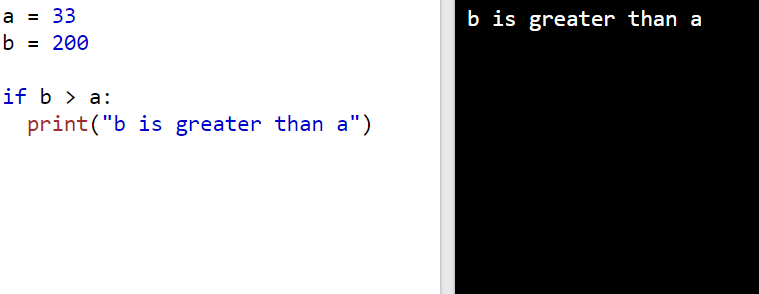 a = 33
b = 200

if b > a:
  print("b is greater than a")
b is greater than a